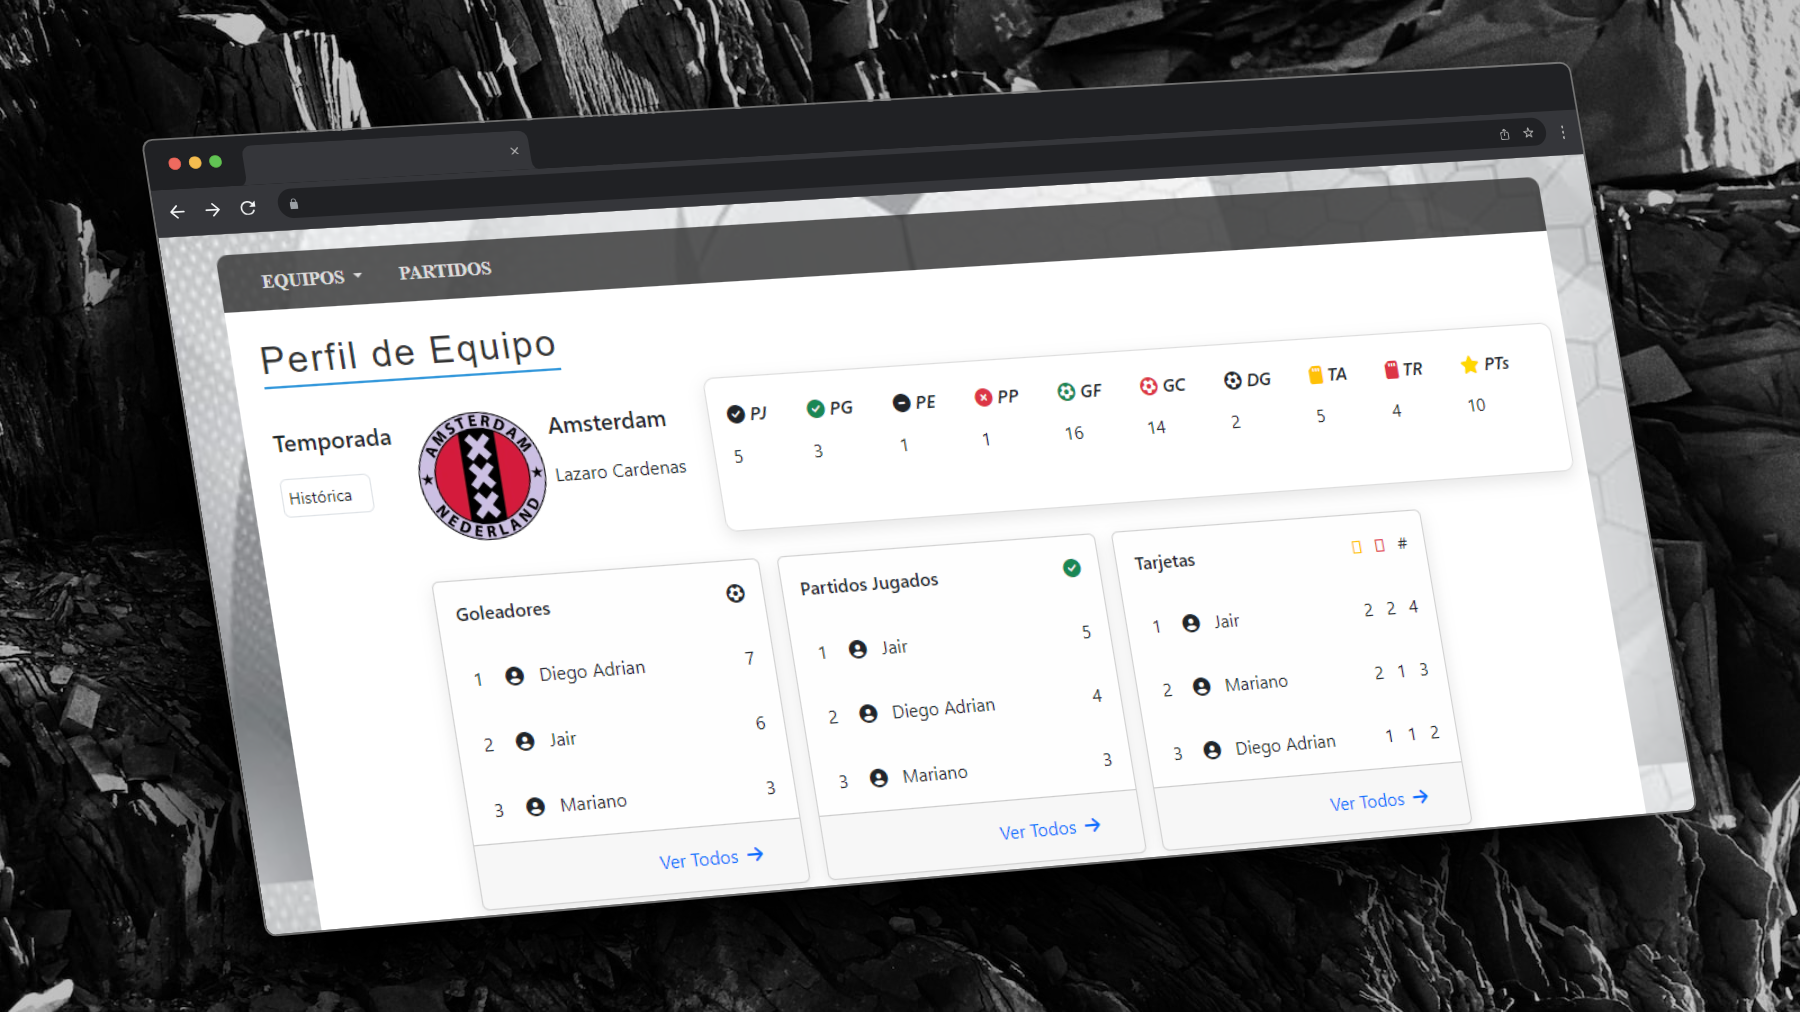 EQUIPOS PARTIDOS
Perfil de Equipo
Temporada
Histórica
AMSTERDAM
NEDERLAND
Amsterdam
Lazaro Cardenas
PJ PG PE PP GF GC DG TA TR PTs
5 3 1 1 16 14 2 5 4 10
Goleadores
1 Diego Adrian 7
2 Jair 6
3 Mariano 3
Ver Todos
Partidos Jugados
1 Jair 5
2 Diego Adrian 4
3 Mariano 3
Ver Todos
Tarjetas #
1 Jair 2 2 4
2 Mariano 2 1 3
3 Diego Adrian 1 1 2
Ver Todos